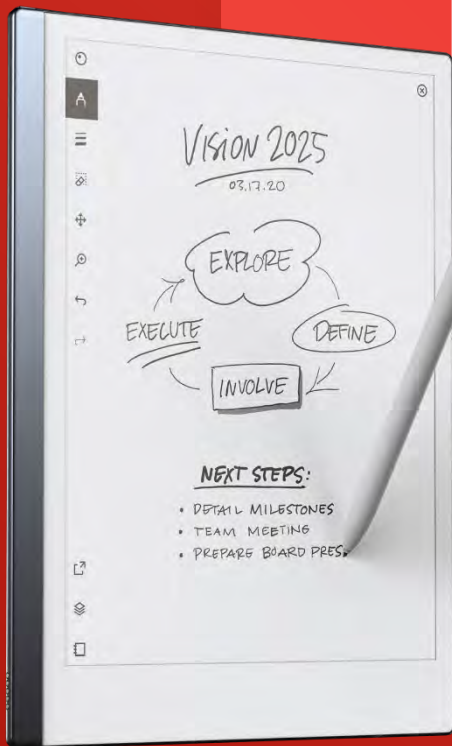 VISION 2025
03.17.20
EXPLORE
EXECUTE
DEFINE
INVOLVE
NEXT STEPS:
• DETAIL MILESTONES
• TEAM MEETING
• PREPARE BOARD PRES